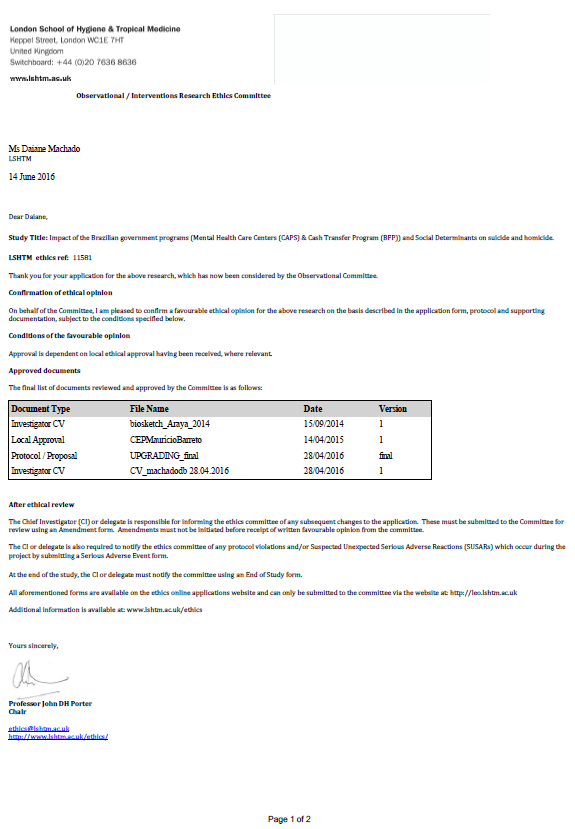 London School of Hygiene & Tropical Medicine
Keppel Street, London WC1E 7HT
United Kingdom
Switchboard: +44 (0)20 7636 8636
www.lshtm.ac.uk
Observational / Interventions Research Ethics Committee
Ms Daiane Machado
LSHTM
14 June 2016
Dear Daiane,
Study Title: Impact of the Brazilian government programs (Mental Health Care Centers (CAPS) & Cash Transfer Program (BFP)) and Social Determinants on suicide and homicide.
LSHTM ethics ref: 11581
Thank you for your application for the above research, which has now been considered by the Observational Committee.
Confirmation of ethical opinion
On behalf of the Committee, I am pleased to confirm a favourable ethical opinion for the above research on the basis described in the application form, protocol and supporting
documentation, subject to the conditions specified below.
Conditions of the favourable opinion
Approval is dependent on local ethical approval having been received, where relevant.
Approved documents
The final list of documents reviewed and approved by the Committee is as follows:
Document Type File Name Date Version
Investigator CV biosketch_Araya_2014 15/09/2014 1
Local Approval CEPMauricioBarreto 14/04/2015 1
Protocol / Proposal UPGRADING_final 28/04/2016 final
Investigator CV CV_machadodb 28.04.2016 28/04/2016 1
After ethical review
The Chief Investigator (CI) or delegate is responsible for informing the ethics committee of any subsequent changes to the application. These must be submitted to the Committee for
review using an Amendment form. Amendments must not be initiated before receipt of written favourable opinion from the committee.
The CI or delegate is also required to notify the ethics committee of any protocol violations and/or Suspected Unexpected Serious Adverse Reactions (SUSARs) which occur during the
project by submitting a Serious Adverse Event form.
At the end of the study, the CI or delegate must notify the committee using an End of Study form.
All aforementioned forms are available on the ethics online applications website and can only be submitted to the committee via the website at: http://leo.lshtm.ac.uk
Additional information is available at: www.lshtm.ac.uk/ethics
Yours sincerely,
Professor John DH Porter
Chair
ethics@lshtm.ac.uk
http://www.lshtm.ac.uk/ethics/
Page 1 of 2